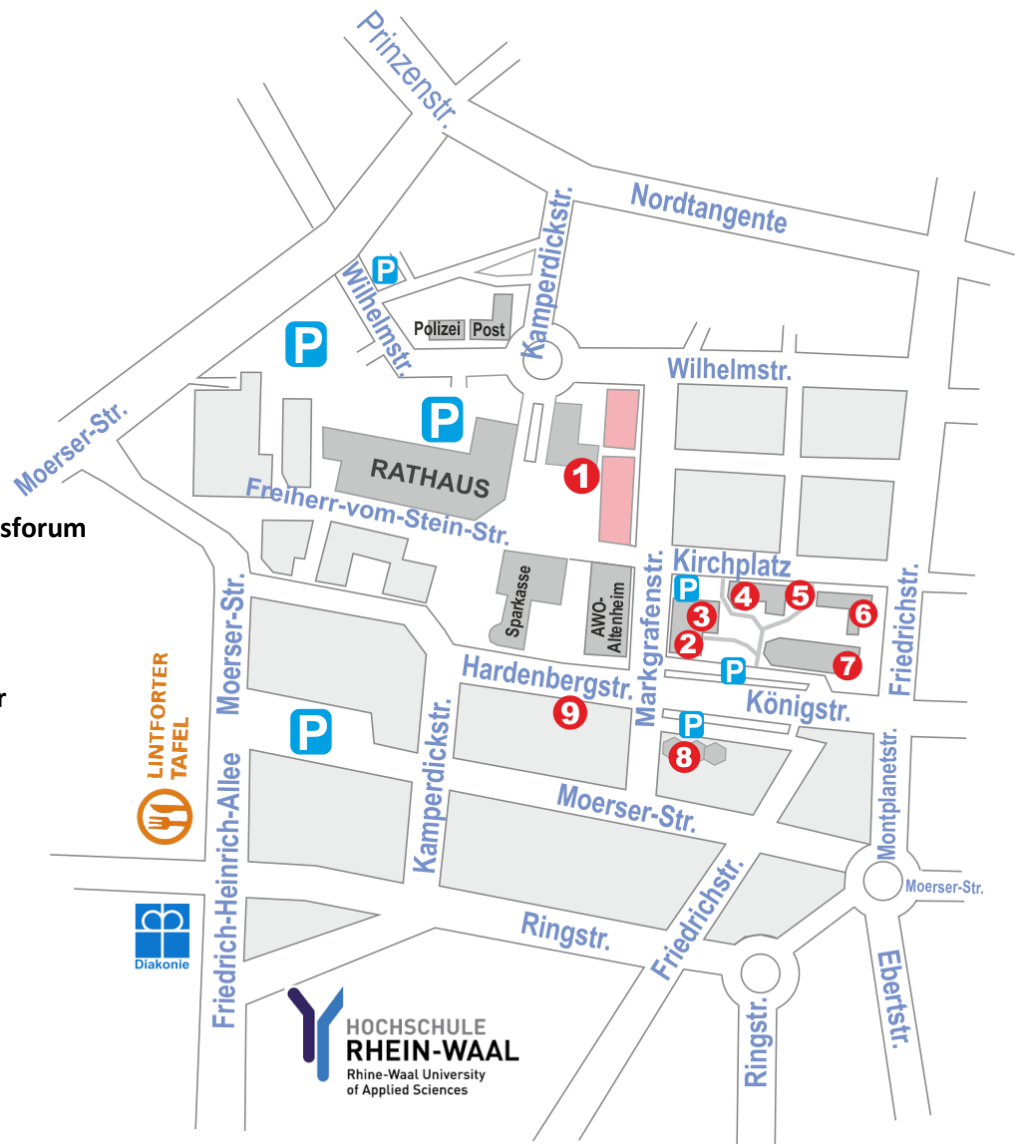 Prinzenstr.
Nordtangente
Kamperdickstr.
P
Wilhelmstr.
Polizei
Post
P
Wilhelmstr.
P
Moerser-Str.
RATHAUS
1
Freiherr-vom-Stein-Str.
sforum
Kirchplatz
Sparkasse
AWO-
Altenheim
Markgrafenstr.
P
4
5
3
6
2
7
P
Friedrichstr.
Moerser-Str.
Hardenbergstr.
Königstr.
9
P
8
r
LINTFORTER
TAFEL
P
Kamperdickstr.
Moerser-Str.
Montplanetstr.
Moerser-Str.
Friedrich-Heinrich-Allee
Diakonie
Ringstr.
Friedrichstr.
Ebertstr.
Ringstr.
HOCHSCHULE
RHEIN-WAAL
Rhine-Waal University
of Applied Sciences